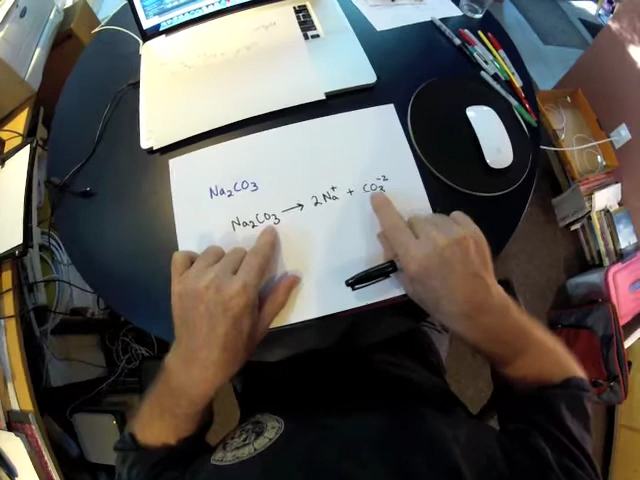 Na₂CO₃
Na₂CO₃ → 2Na⁺ + CO₃⁻²